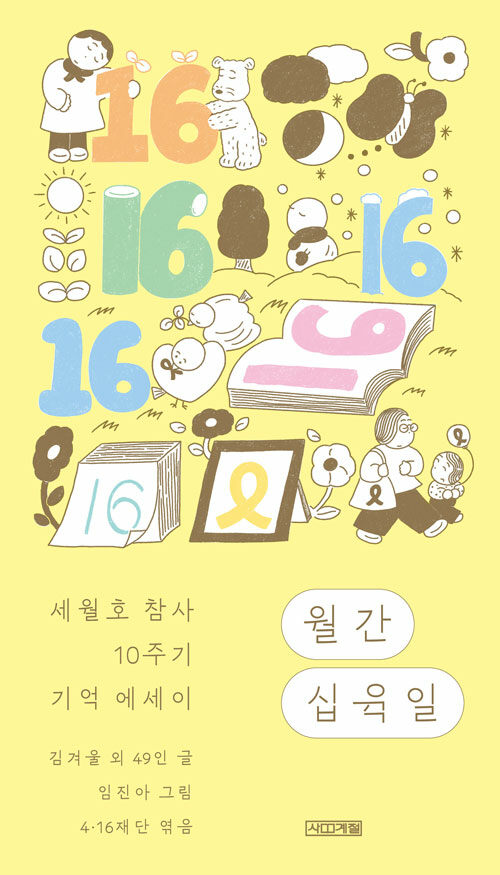 16
16
16
16
16
16
세월호 참사
10주기
기억 에세이
김겨울 외 49인 글
임진아 그림
4·16재단 엮음
월간
십육일
사계절